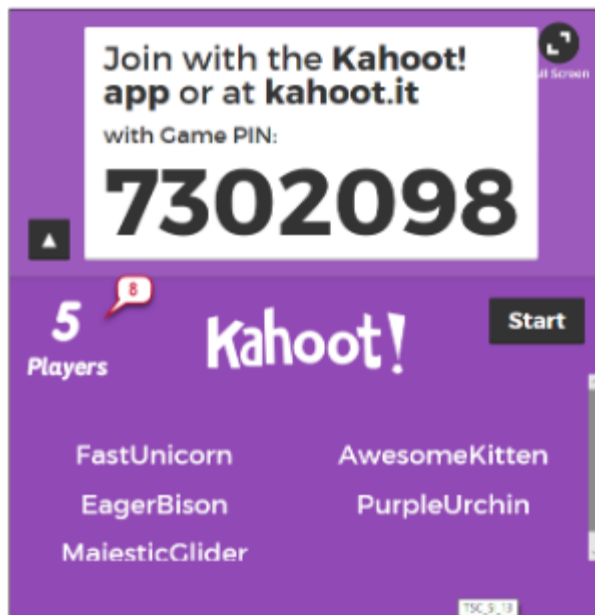 Join with the Kahoot!
app or at kahoot.it
with Game PIN:
7302098
Full Screen
8
5
Players
Kahoot!
Start
FastUnicorn
AwesomeKitten
EagerBison
PurpleUrchin
MajesticGlider